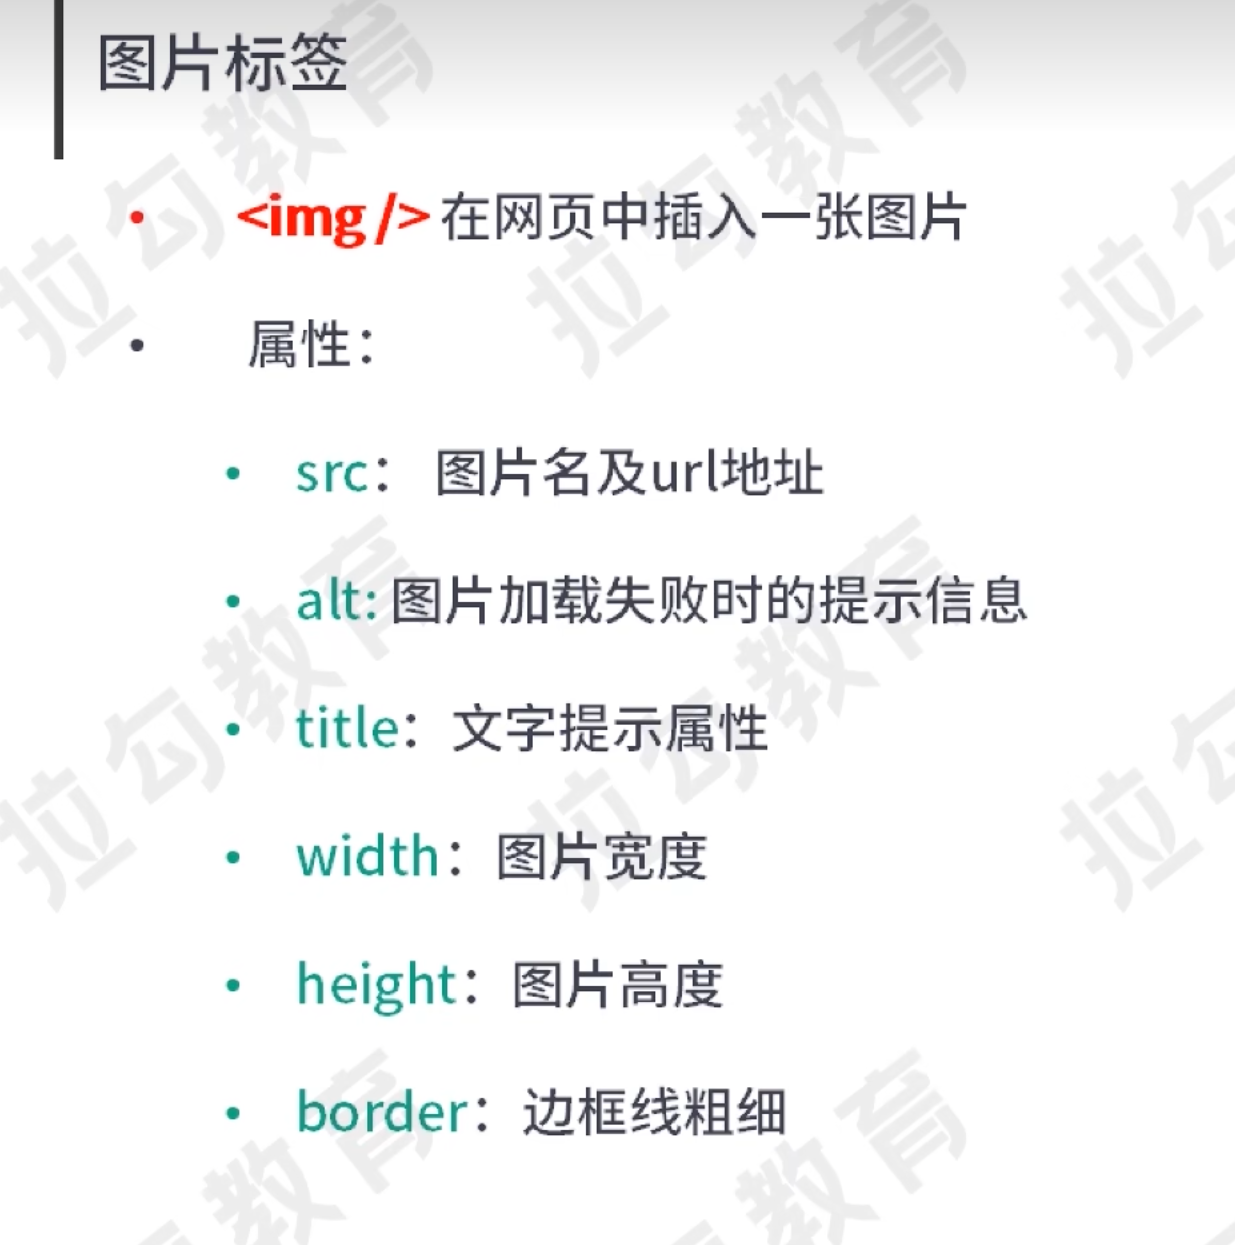 图片标签
<img/>在网页中插入一张图片
属性：
src： 图片名及url地址
alt: 图片加载失败时的提示信息
title： 文字提示属性
width： 图片宽度
height： 图片高度
border： 边框线粗细
拉勾教育